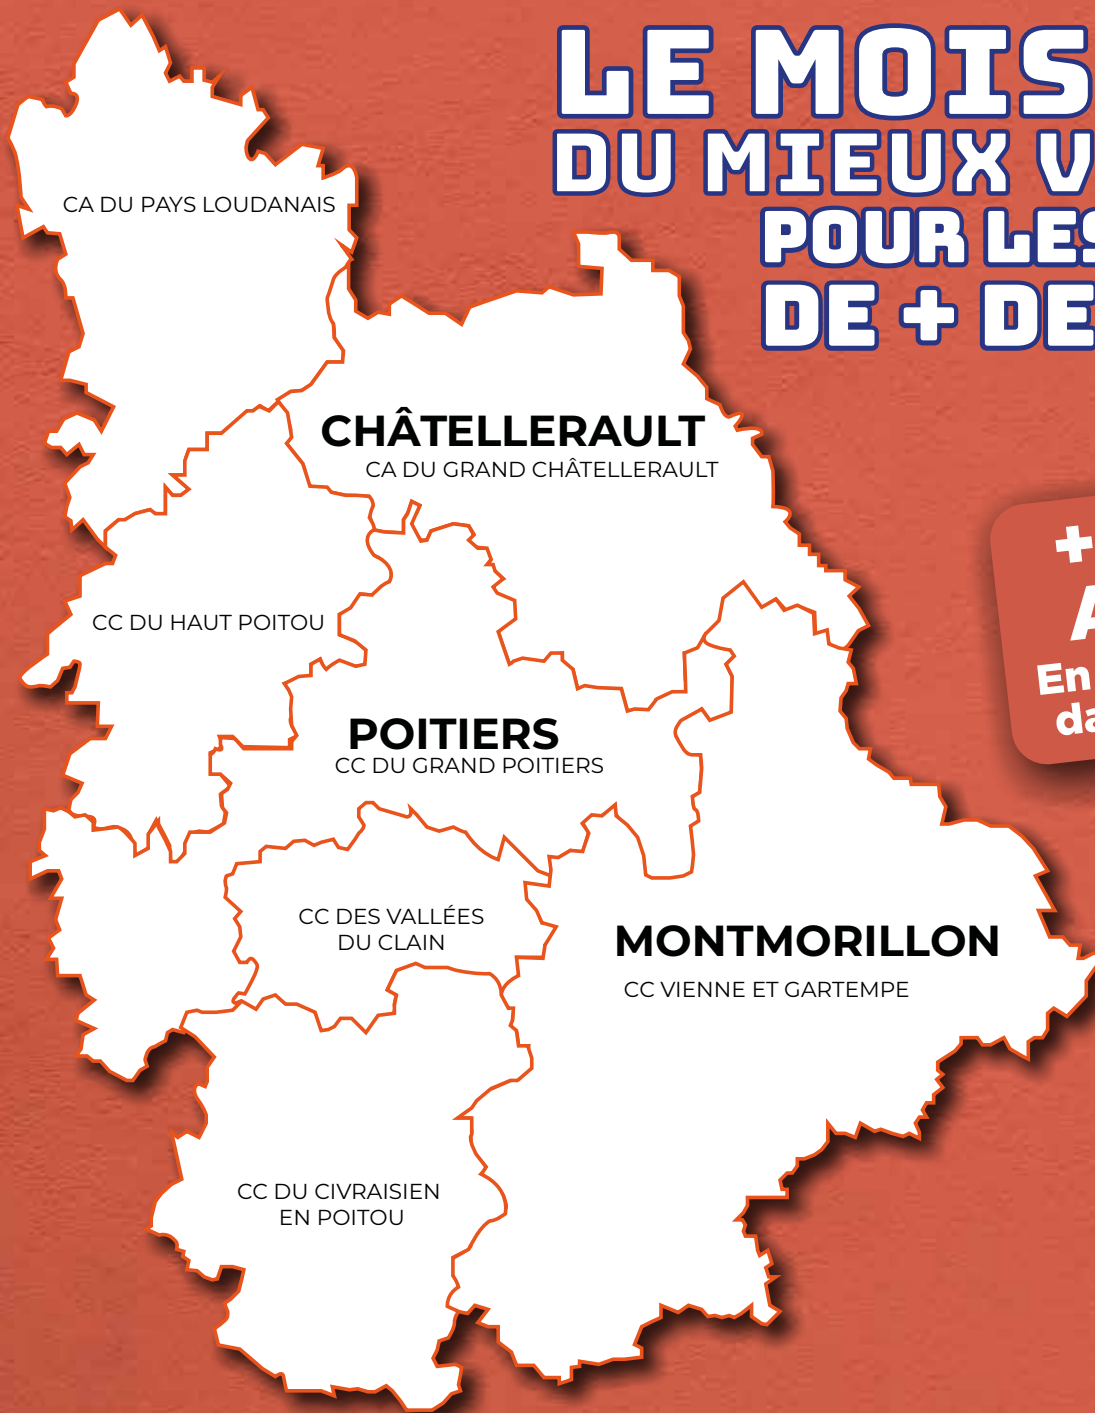 LE MOIS
DU MIEUX V
POUR LES
DE + DE
CA DU PAYS LOUDANAIS
CHÂTELLERAULT
CA DU GRAND CHÂTELLERAULT
+
A
En
da
CC DU HAUT POITOU
POITIERS
CC DU GRAND POITIERS
CC DES VALLÉES
DU CLAIN
MONTMORILLON
CC VIENNE ET GARTEMPE
CC DU CIVRAISIEN
EN POITOU